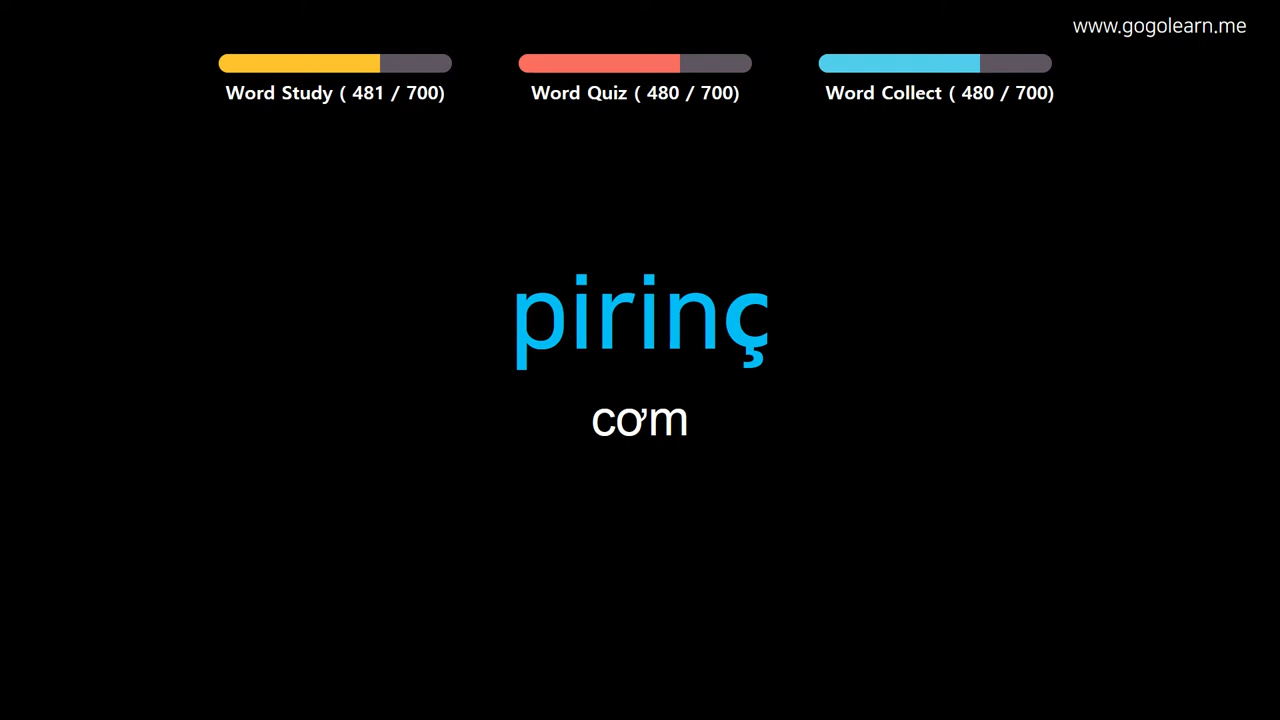 www.gogolearn.me
Word Study ( 481 / 700)
Word Quiz ( 480 / 700)
Word Collect ( 480 / 700)
pirinç
cơm